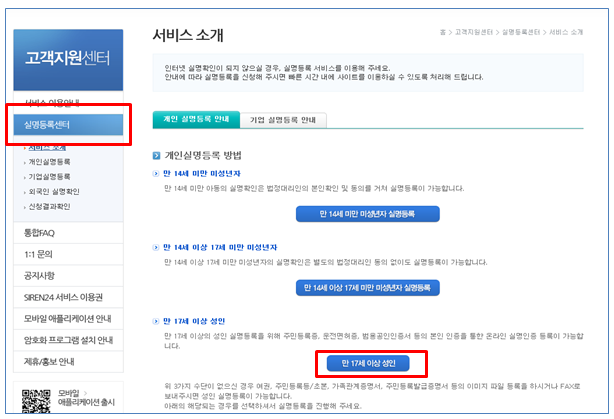 서비스 소개
홈 > 고객지원센터 > 실명등록센터 > 서비스 소개
고객지원센터
인터넷 실명확인이 되지 않으실 경우, 실명등록 서비스를 이용해 주세요.
안내에 따라 실명등록을 신청해 주시면 빠른 시간 내에 사이트를 이용하실 수 있도록 처리해 드립니다.
서비스 이용안내
실명등록센터
서비스 소개
개인실명등록
기업실명등록
외국인 실명확인
신청결과확인
통합FAQ
1:1 문의
공지사항
SIREN24 서비스 이용권
모바일 애플리케이션 안내
암호화 프로그램 설치 안내
제휴/홍보 안내
모바일 >
애플리케이션 출시
개인 실명등록 안내
기업 실명등록 안내
개인실명등록 방법
만 14세 미만 미성년자
만 14세 미만 아동의 실명확인은 법정대리인의 본인확인 및 동의를 거쳐 실명등록이 가능합니다.
만 14세 미만 미성년자 실명등록
만 14세 이상 17세 미만 미성년자
만 14세 이상 17세 미만 미성년자의 실명확인은 별도의 법정대리인 동의 없이도 실명등록이 가능합니다.
만 14세 이상 17세 미만 미성년자 실명등록
만 17세 이상 성인
만 17세 이상의 성인 실명등록을 위해 주민등록증, 운전면허증, 범용공인인증서 등의 본인 인증을 통한 온라인 실명인증 등록이 가능합
니다.
만 17세 이상 성인
위 3가지 수단이 없으신 경우 여권, 주민등록등/초본, 가족관계증명서, 주민등록발급증명서 등의 이미지 파일 등록을 하시거나 FAX로
보내주시면 성인 실명등록이 가능합니다.
아래의 해당되는 경우를 선택하셔서 실명등록을 진행해 주세요.